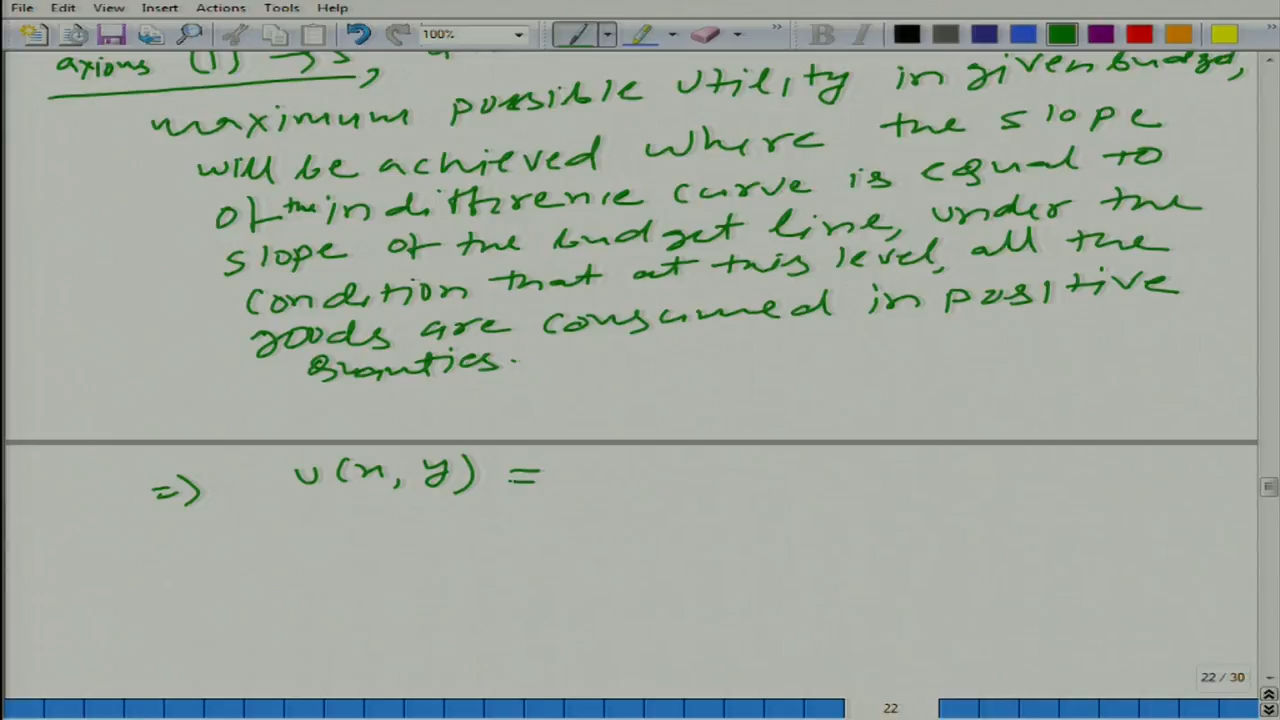 File Edit View Insert Actions Tools Help
100%
B I
axioms (1) → 5,
maximum possible utility in given budget,
will be achieved where the slope
of the indifference curve is equal to
slope of the budget line, under the
condition that at this level, all the
goods are consumed in positive
quantities.
=> u(x, y) =
22 / 30
22